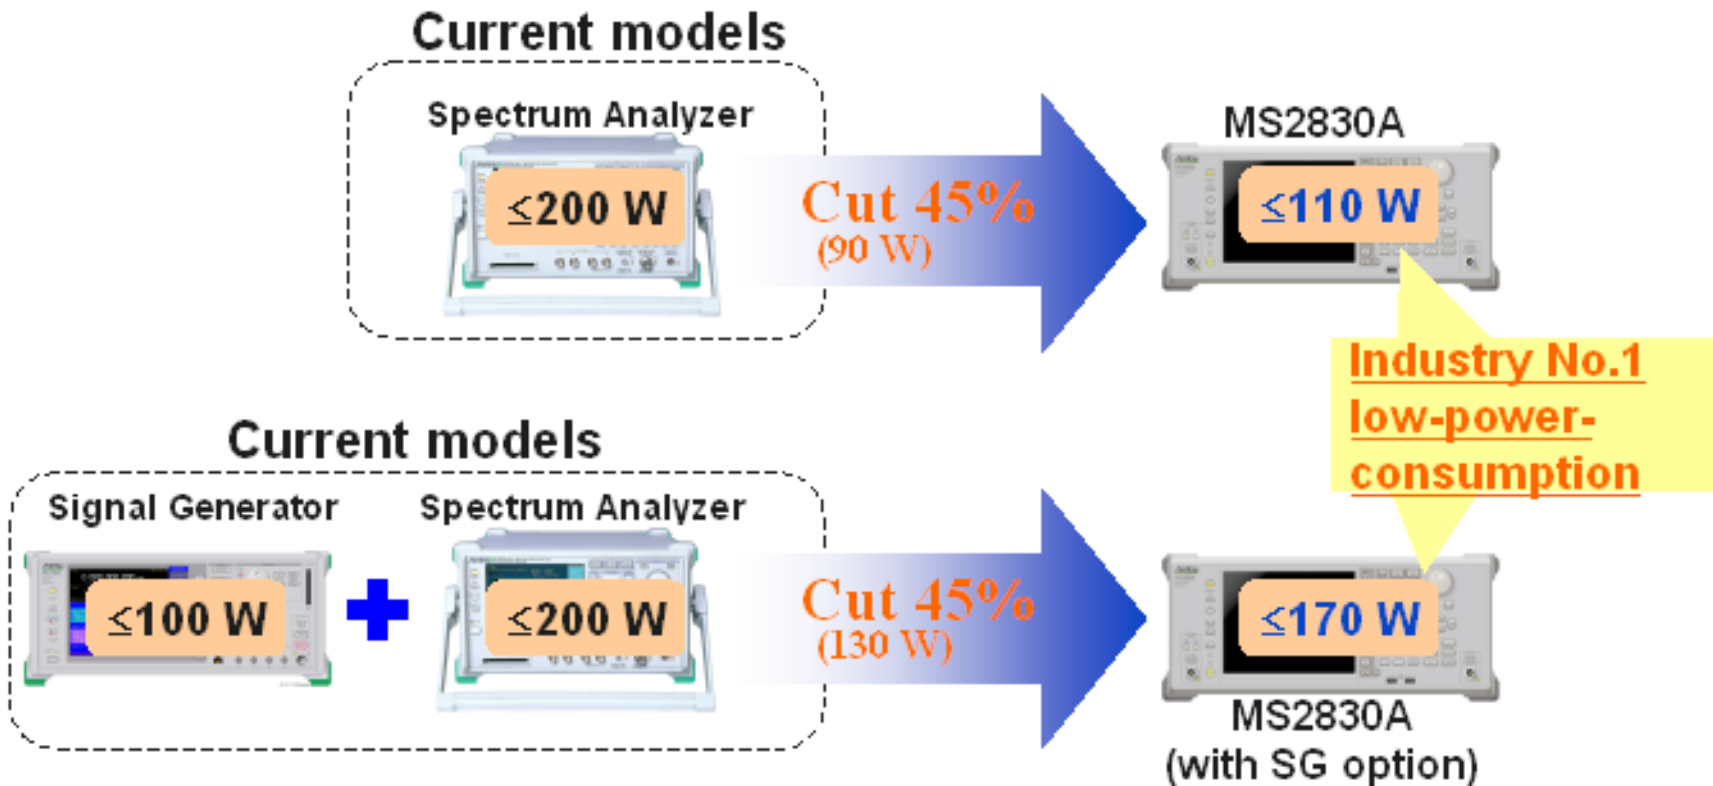 Current models
Spectrum Analyzer
≤200 W
Cut 45%
(90 W)
MS2830A
≤110 W
Industry No.1
low-power-
consumption
Current models
Signal Generator
Spectrum Analyzer
≤100 W
≤200 W
Cut 45%
(130 W)
≤170 W
MS2830A
(with SG option)